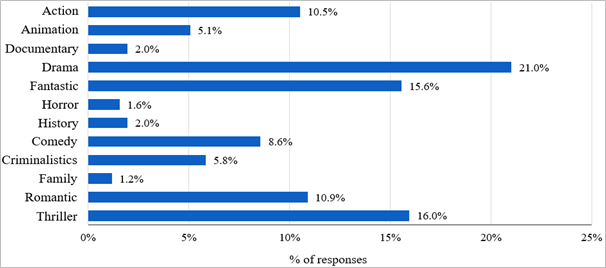 Action 10.5%
Animation 5.1%
Documentary 2.0%
Drama 21.0%
Fantastic 15.6%
Horror 1.6%
History 2.0%
Comedy 8.6%
Criminalistics 5.8%
Family 1.2%
Romantic 10.9%
Thriller 16.0%
0% 5% 10% 15% 20% 25%
% of responses